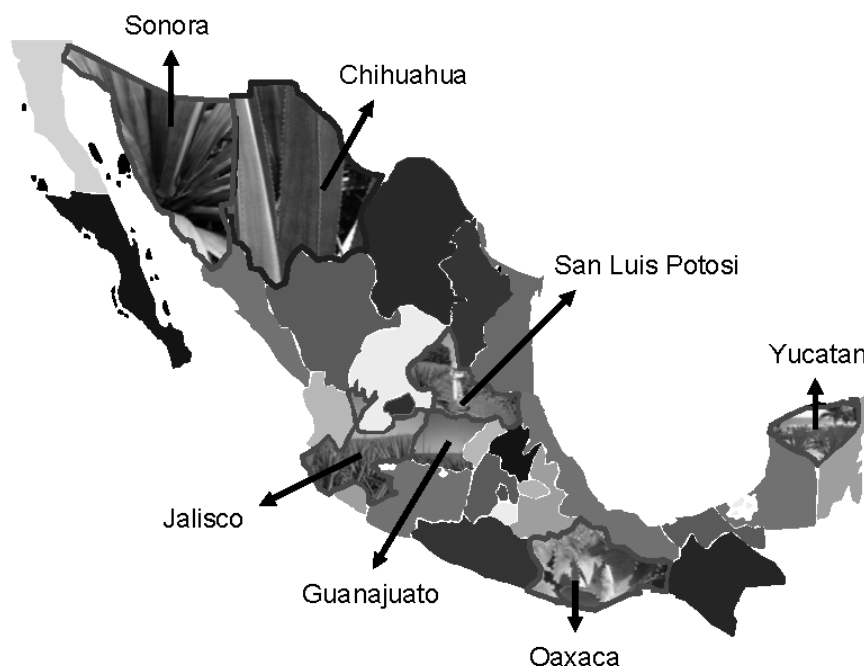 Sonora
Chihuahua
San Luis Potosi
Yucatan
Jalisco
Guanajuato
Oaxaca